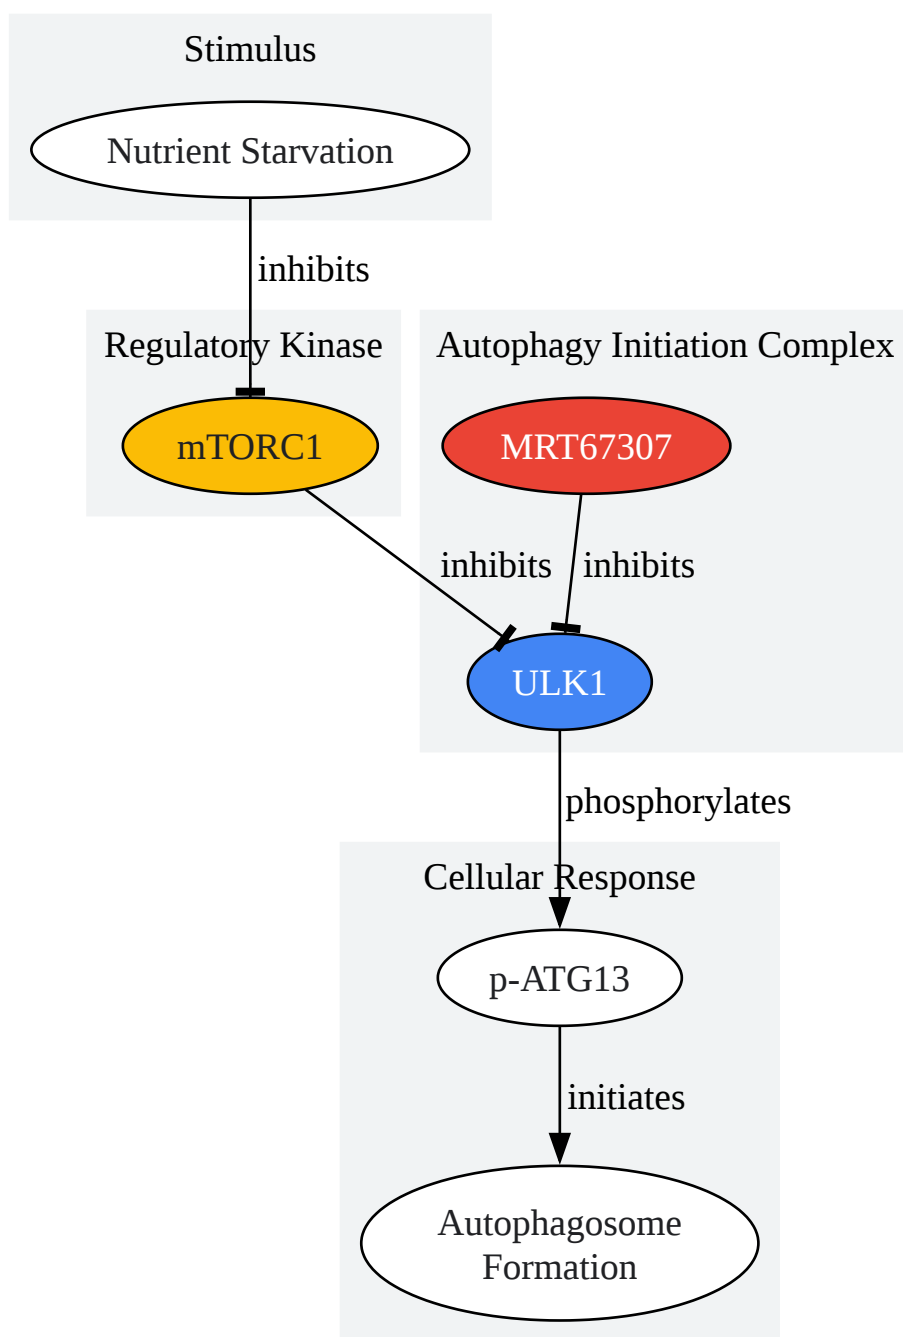 Stimulus
Nutrient Starvation
inhibits
Regulatory Kinase
Autophagy Initiation Complex
mTORC1
MRT67307
inhibits
inhibits
ULK1
phosphorylates
Cellular Response
p-ATG13
initiates
Autophagosome
Formation